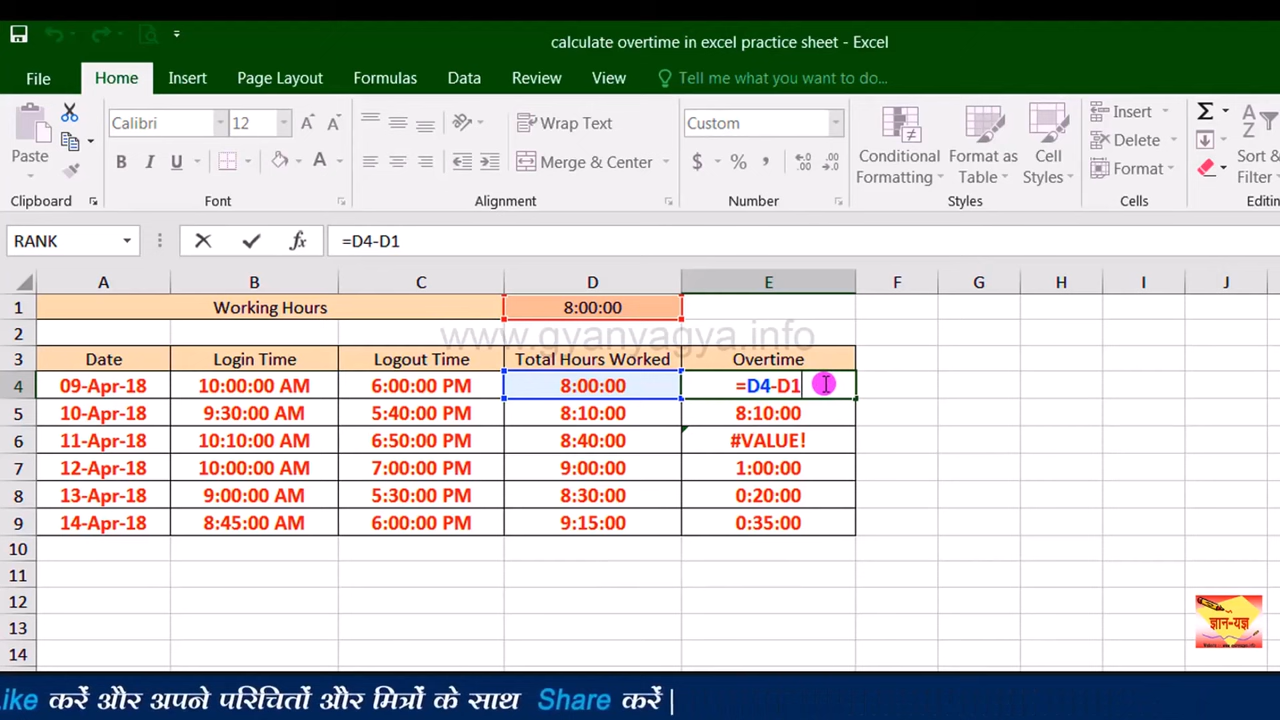 calculate overtime in excel practice sheet - Excel
File Home Insert Page Layout Formulas Data Review View Tell me what you want to do...
Calibri 12 Wrap Text Custom Insert Σ
Paste B I U A Merge & Center $ % Conditional Formatting Format as Table Cell Styles Delete Format Sort & Filter
Clipboard Font Alignment Number Styles Cells Editin
RANK fx =D4-D1
A B C D E F G H I J
1 Working Hours 8:00:00
2
www.gyanyagya.info
3 Date Login Time Logout Time Total Hours Worked Overtime
4 09-Apr-18 10:00:00 AM 6:00:00 PM 8:00:00 =D4-D1
5 10-Apr-18 9:30:00 AM 5:40:00 PM 8:10:00 8:10:00
6 11-Apr-18 10:10:00 AM 6:50:00 PM 8:40:00 #VALUE!
7 12-Apr-18 10:00:00 AM 7:00:00 PM 9:00:00 1:00:00
8 13-Apr-18 9:00:00 AM 5:30:00 PM 8:30:00 0:20:00
9 14-Apr-18 8:45:00 AM 6:00:00 PM 9:15:00 0:35:00
10
11
12
13
14
ज्ञान-यज्ञ
ike करें और अपने परिचितों और मित्रों के साथ Share करें |